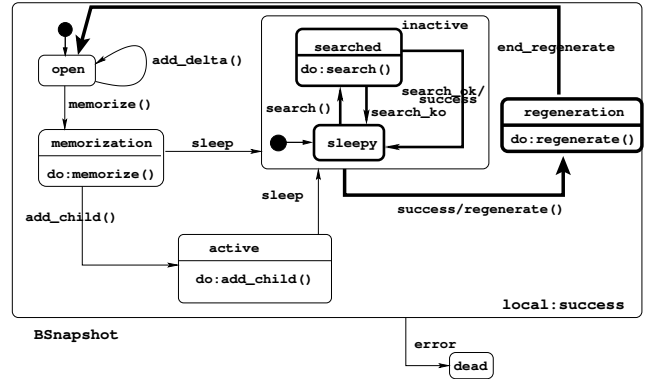 inactive
searched
do:search()
end_regenerate
open
add_delta()
search_ok/
success
memorize()
search()
search_ko
regeneration
do:regenerate()
memorization
do:memorize()
sleep
sleepy
sleep
success/regenerate()
add_child()
active
do:add_child()
local:success
BSnapshot
error
dead